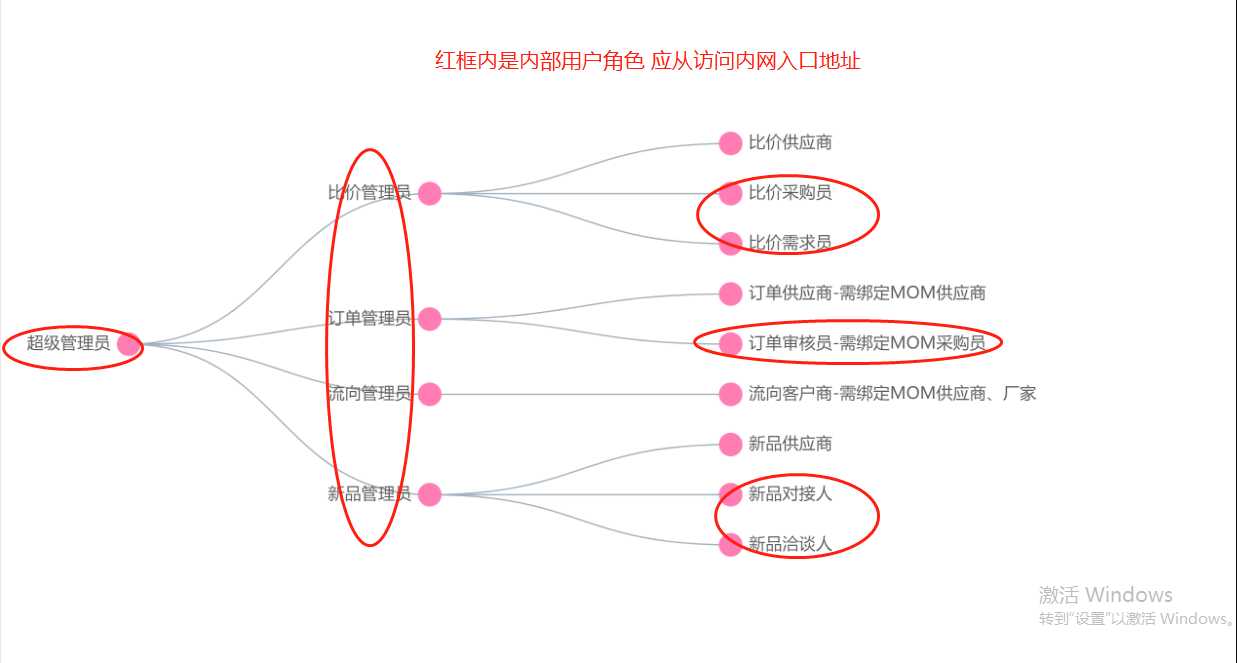 红框内是内部用户角色 应从访问内网入口地址
比价供应商
比价管理员
比价采购员
比价需求员
订单供应商-需绑定MOM供应商
订单管理员
超级管理员
订单审核员-需绑定MOM采购员
流向管理员
流向客户商-需绑定MOM供应商、厂家
新品供应商
新品管理员
新品对接人
新品洽谈人
激活 Windows
转到“设置”以激活 Windows。